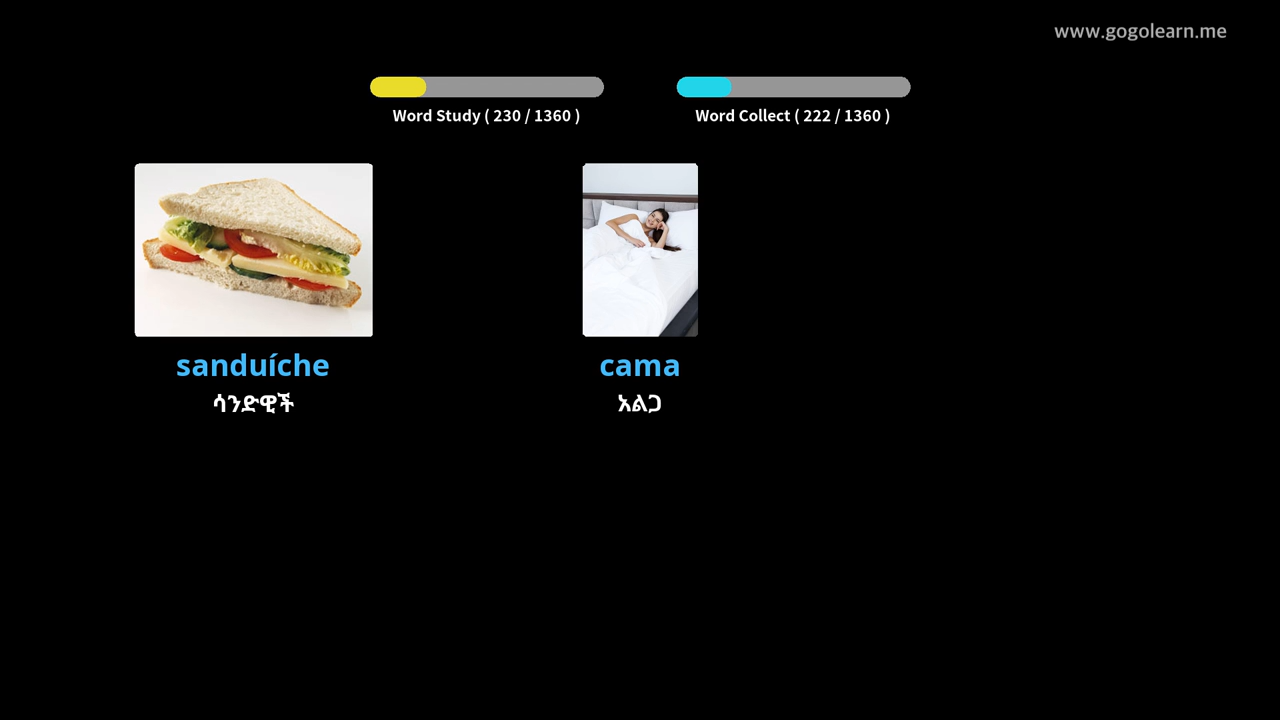 www.gogolearn.me
Word Study ( 230 / 1360 )
Word Collect ( 222 / 1360 )
sanduíche
ሳንድዊች
cama
አልጋ